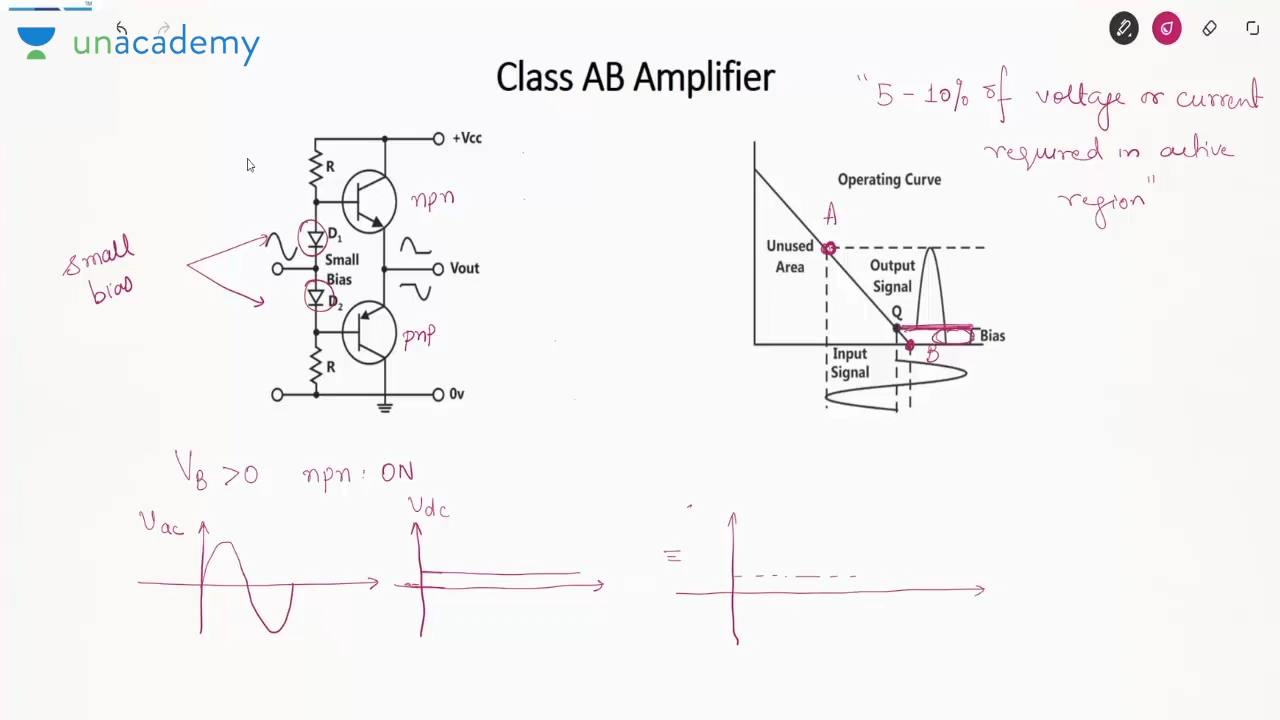 unacademy
Class AB Amplifier
"5-10% of voltage or current
required in active
region"
+Vcc
R
npn
D1
Small
Bias
D2
Vout
small
bias
pnp
R
0v
Operating Curve
A
Unused
Area
Output
Signal
Q
Bias
B
Input
Signal
VB >0 npn: ON
Vac
Vdc
=